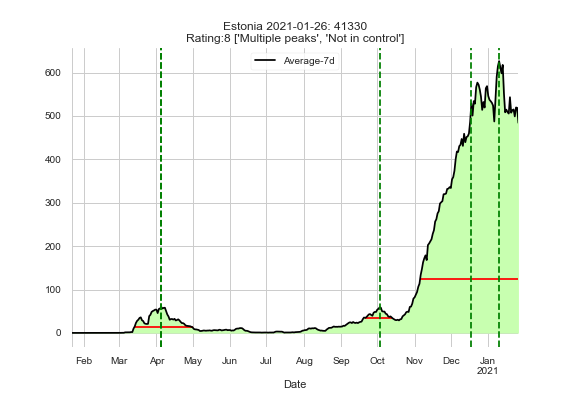 Estonia 2021-01-26: 41330
Rating:8 ['Multiple peaks', 'Not in control']
Average-7d
600
500
400
300
200
100
0
Feb Mar Apr May Jun Jul Aug Sep Oct Nov Dec Jan
2021
Date